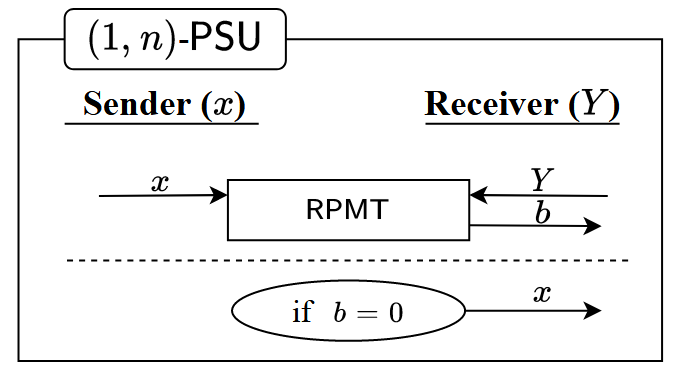 (1, n)-PSU
Sender (x) Receiver (Y)
x Y
RPMT
b
x
if b = 0